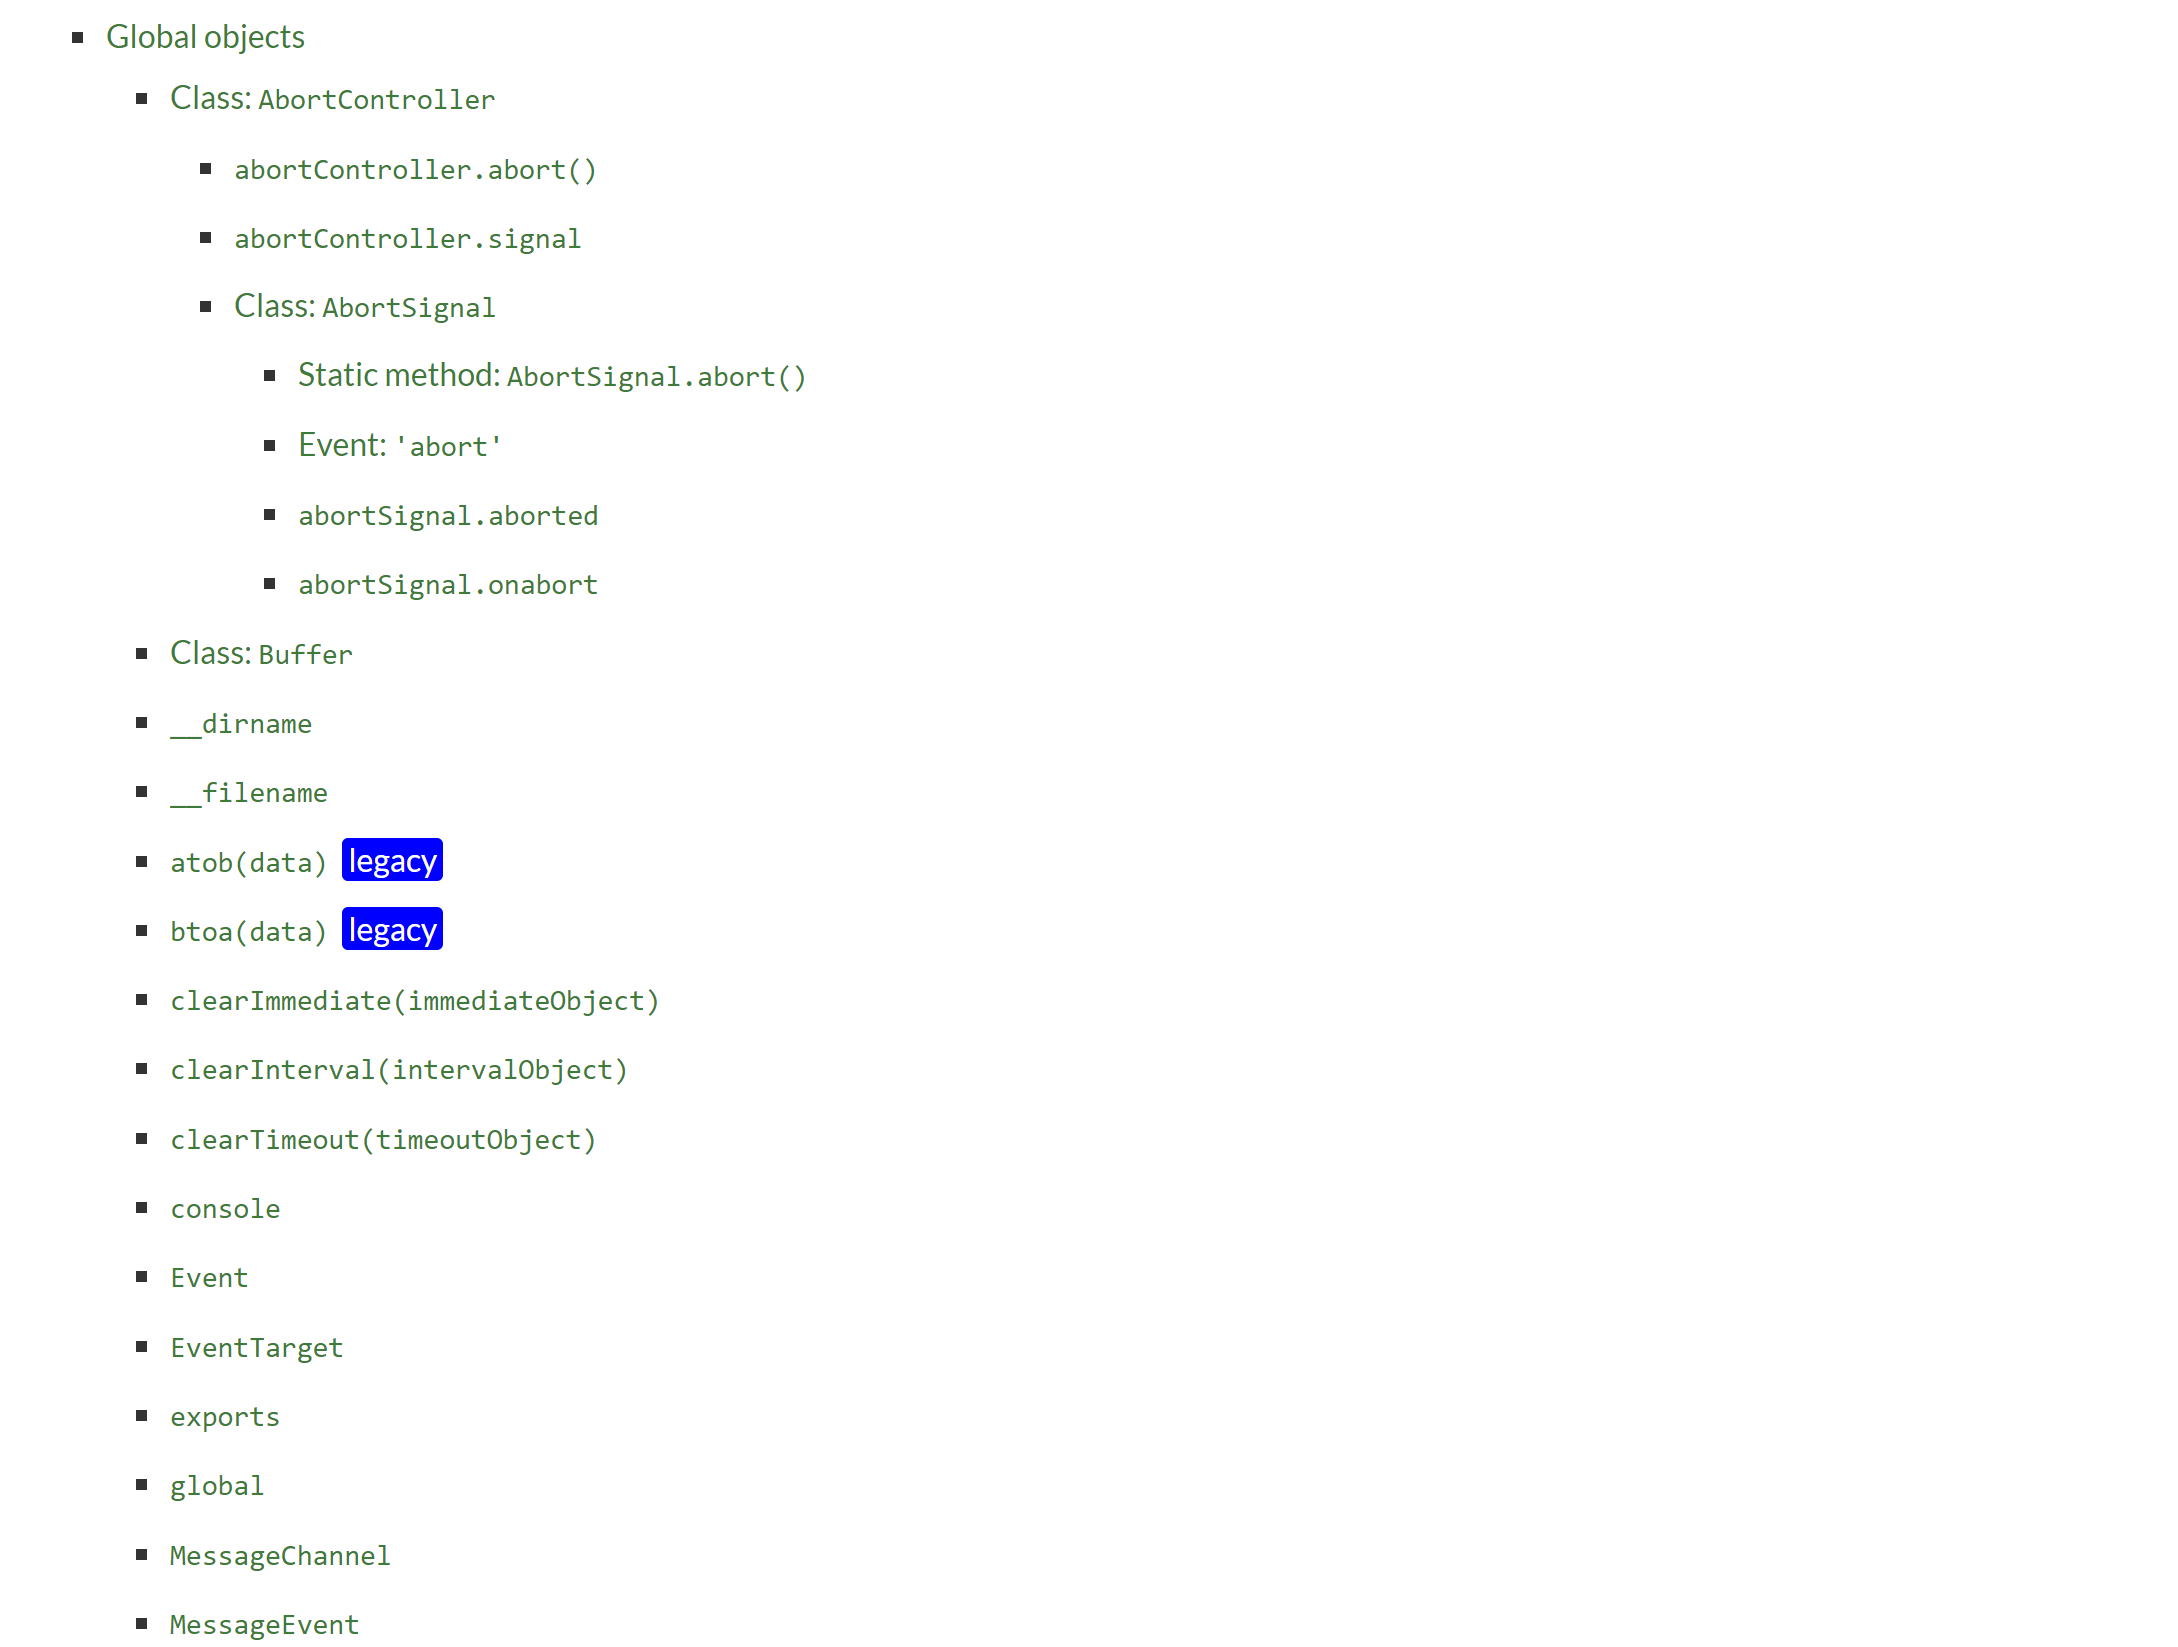 Global objects
Class: AbortController
abortController.abort()
abortController.signal
Class: AbortSignal
Static method: AbortSignal.abort()
Event: 'abort'
abortSignal.aborted
abortSignal.onabort
Class: Buffer
__dirname
__filename
atob(data) legacy
btoa(data) legacy
clearImmediate(immediateObject)
clearInterval(intervalObject)
clearTimeout(timeoutObject)
console
Event
EventTarget
exports
global
MessageChannel
MessageEvent